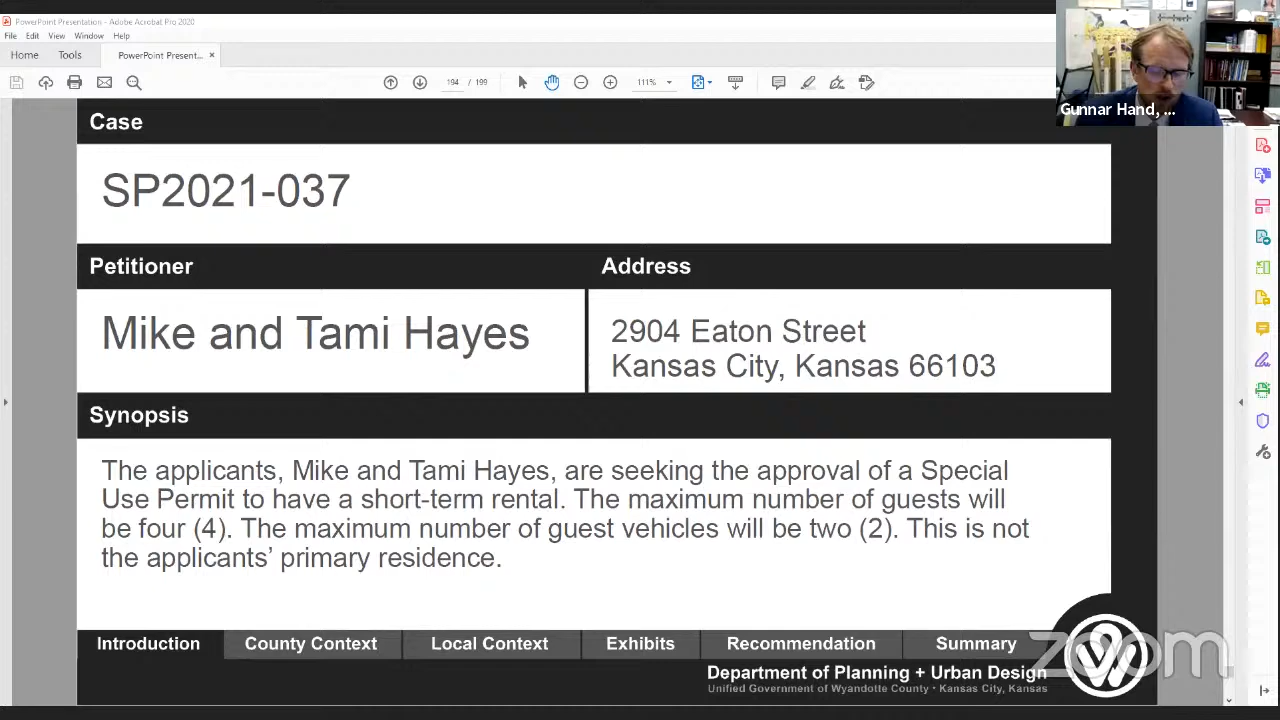 PowerPoint Presentation - Adobe Acrobat Pro 2020
File Edit View Window Help
Home Tools PowerPoint Present... ×
194 / 199 111%
Gunnar Hand, ...
Case
SP2021-037
Petitioner Address
Mike and Tami Hayes
2904 Eaton Street
Kansas City, Kansas 66103
Synopsis
The applicants, Mike and Tami Hayes, are seeking the approval of a Special
Use Permit to have a short-term rental. The maximum number of guests will
be four (4). The maximum number of guest vehicles will be two (2). This is not
the applicants' primary residence.
Introduction County Context Local Context Exhibits Recommendation Summary
Department of Planning + Urban Design
Unified Government of Wyandotte County • Kansas City, Kansas
zoom